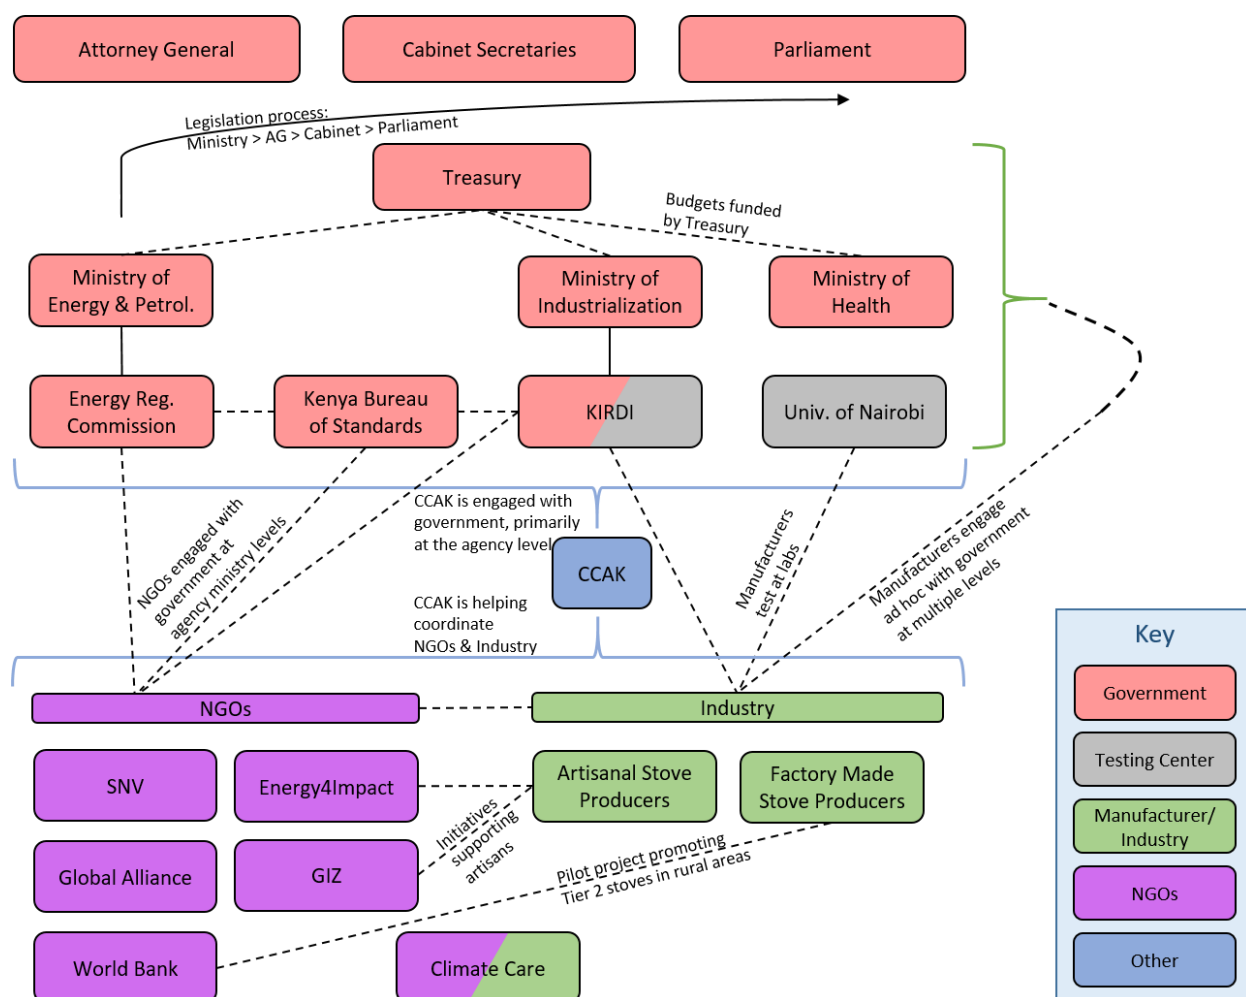 Attorney General
Cabinet Secretaries
Parliament
Legislation process:
Ministry > AG > Cabinet > Parliament
Treasury
Budgets funded
by Treasury
Ministry of
Energy & Petrol.
Ministry of
Industrialization
Ministry of
Health
Energy Reg.
Commission
Kenya Bureau
of Standards
KIRDI
Univ. of Nairobi
NGOs engaged with
government at
agency ministry levels
CCAK is engaged with
government, primarily
at the agency level
CCAK
CCAK is helping
coordinate
NGOs & Industry
Manufacturers
test at labs
Manufacturers engage
ad hoc with government
at multiple levels
NGOs
Industry
SNV
Energy4Impact
Artisanal Stove
Producers
Factory Made
Stove Producers
Initiatives
supporting
artisans
Global Alliance
GIZ
Pilot project promoting
Tier 2 stoves in rural areas
World Bank
Climate Care
Key
Government
Testing Center
Manufacturer/
Industry
NGOs
Other